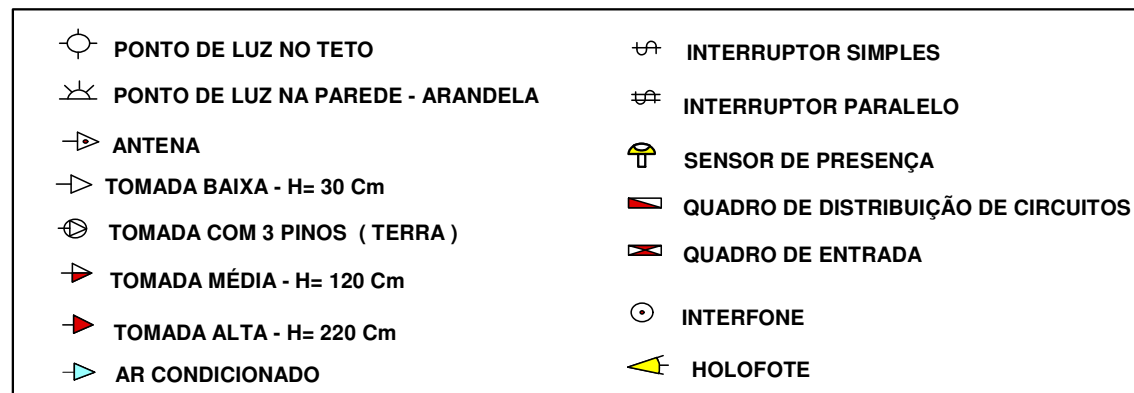 PONTO DE LUZ NO TETO
PONTO DE LUZ NA PAREDE - ARANDELA
ANTENA
TOMADA BAIXA - H= 30 Cm
TOMADA COM 3 PINOS ( TERRA )
TOMADA MÉDIA - H= 120 Cm
TOMADA ALTA - H= 220 Cm
AR CONDICIONADO
INTERRUPTOR SIMPLES
INTERRUPTOR PARALELO
SENSOR DE PRESENÇA
QUADRO DE DISTRIBUIÇÃO DE CIRCUITOS
QUADRO DE ENTRADA
INTERFONE
HOLOFOTE